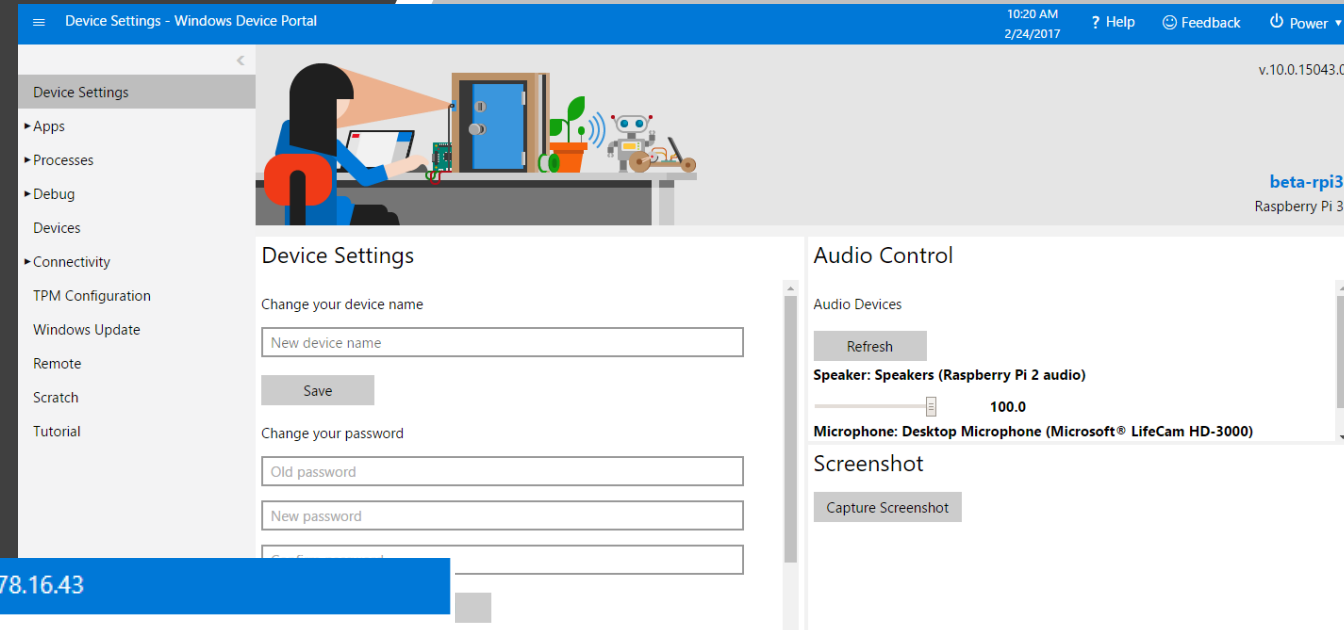 Device Settings - Windows Device Portal
10:20 AM
2/24/2017
? Help
Feedback
Power
Device Settings
Apps
Processes
Debug
Devices
Connectivity
TPM Configuration
Windows Update
Remote
Scratch
Tutorial
v.10.0.15043.0
beta-rpi3
Raspberry Pi 3
Device Settings
Change your device name
New device name
Save
Change your password
Old password
New password
Audio Control
Audio Devices
Refresh
Speaker: Speakers (Raspberry Pi 2 audio)
100.0
Microphone: Desktop Microphone (Microsoft® LifeCam HD-3000)
Screenshot
Capture Screenshot
78.16.43